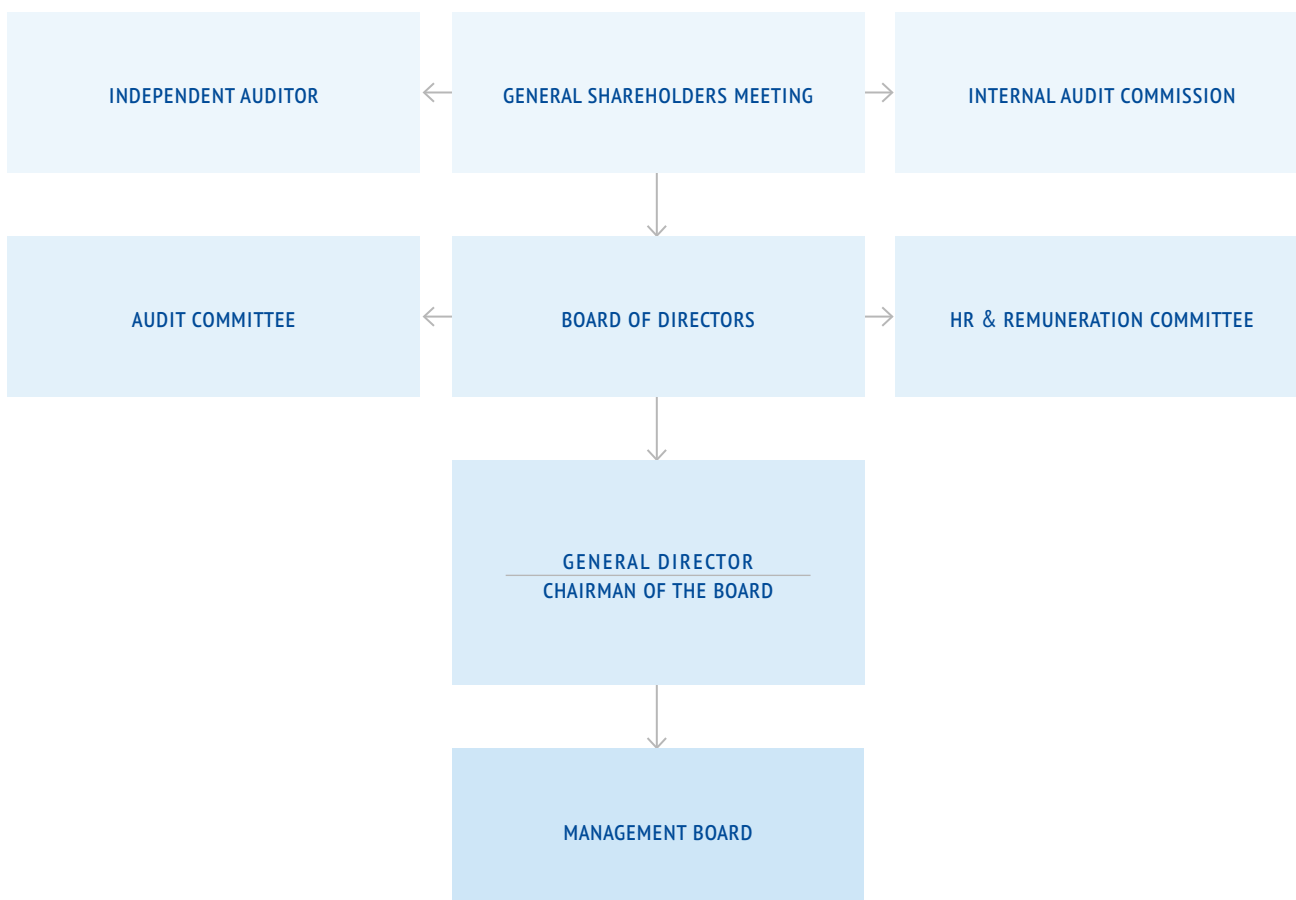 INDEPENDENT AUDITOR
GENERAL SHAREHOLDERS MEETING
INTERNAL AUDIT COMMISSION
AUDIT COMMITTEE
BOARD OF DIRECTORS
HR & REMUNERATION COMMITTEE
GENERAL DIRECTOR
CHAIRMAN OF THE BOARD
MANAGEMENT BOARD